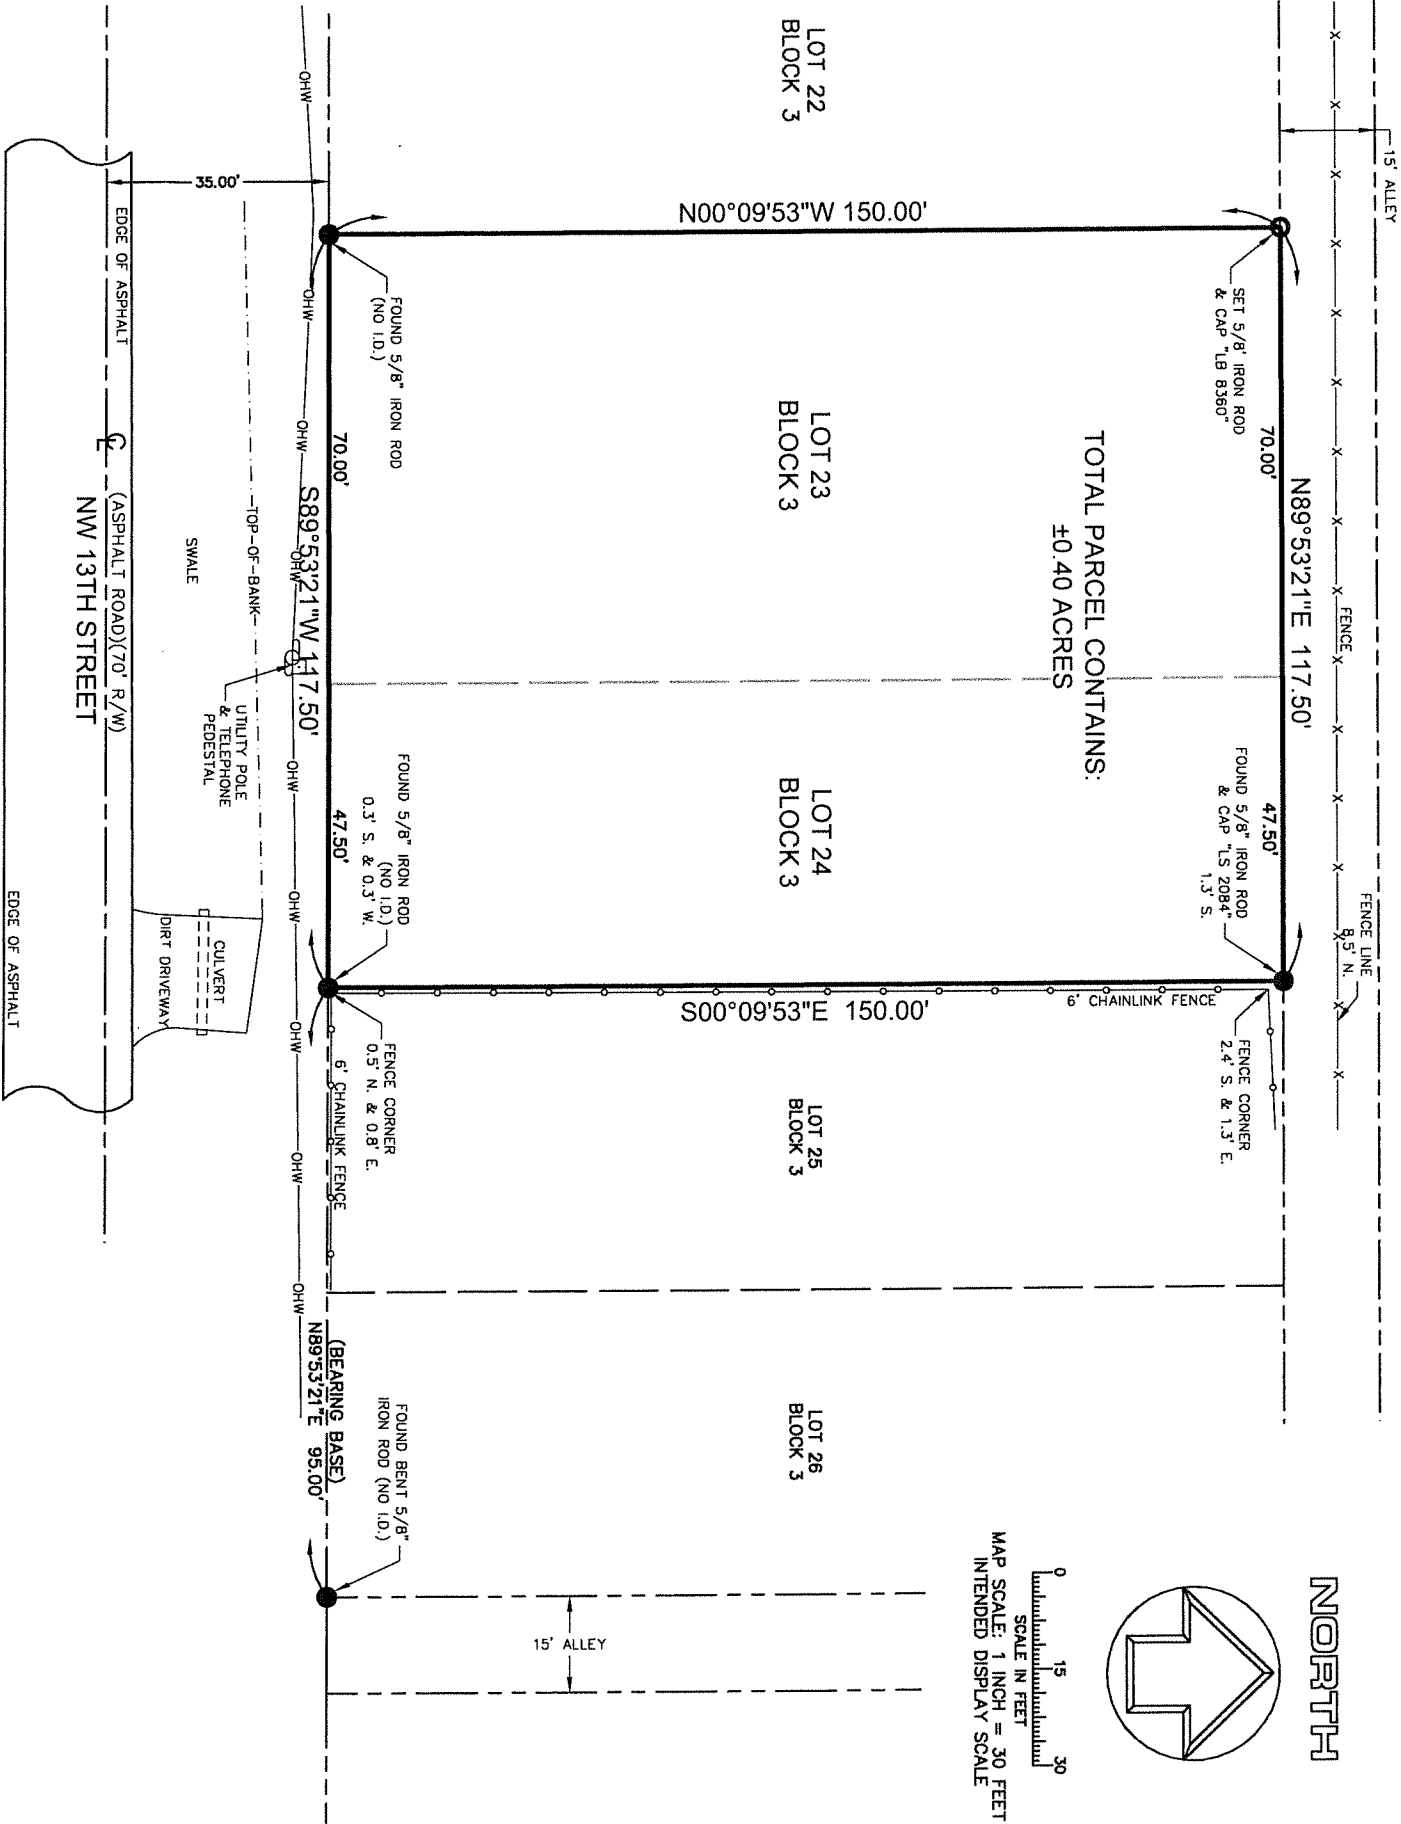 15' ALLEY
FENCE
FENCE LINE
8.5' N.
NORTH
N89°53'21"E 117.50'
70.00'
47.50'
SET 5/8' IRON ROD
& CAP "LB 8360"
FOUND 5/8" IRON ROD
& CAP "LS 2084"
1.3' S.
FENCE CORNER
2.4' S. & 1.3' E.
6' CHAINLINK FENCE
TOTAL PARCEL CONTAINS:
±0.40 ACRES
0 15 30
SCALE IN FEET
MAP SCALE: 1 INCH = 30 FEET
INTENDED DISPLAY SCALE
LOT 22
BLOCK 3
N00°09'53"W 150.00'
LOT 23
BLOCK 3
LOT 24
BLOCK 3
S00°09'53"E 150.00'
LOT 25
BLOCK 3
LOT 26
BLOCK 3
15' ALLEY
FOUND 5/8" IRON ROD
(NO I.D.)
FOUND 5/8" IRON ROD
(NO I.D.)
0.3' S. & 0.3' W.
FENCE CORNER
0.5' N. & 0.8' E.
6' CHAINLINK FENCE
FOUND BENT 5/8"
IRON ROD (NO I.D.)
70.00'
47.50'
(BEARING BASE)
N89°53'21"E 95.00'
S89°53'21"W 117.50'
OHW
OHW
OHW
OHW
OHW
OHW
OHW
OHW
OHW
35.00'
TOP-OF-BANK
UTILITY POLE
& TELEPHONE
PEDESTAL
SWALE
CULVERT
DIRT DRIVEWAY
EDGE OF ASPHALT
CL (ASPHALT ROAD)(70' R/W)
NW 13TH STREET
EDGE OF ASPHALT